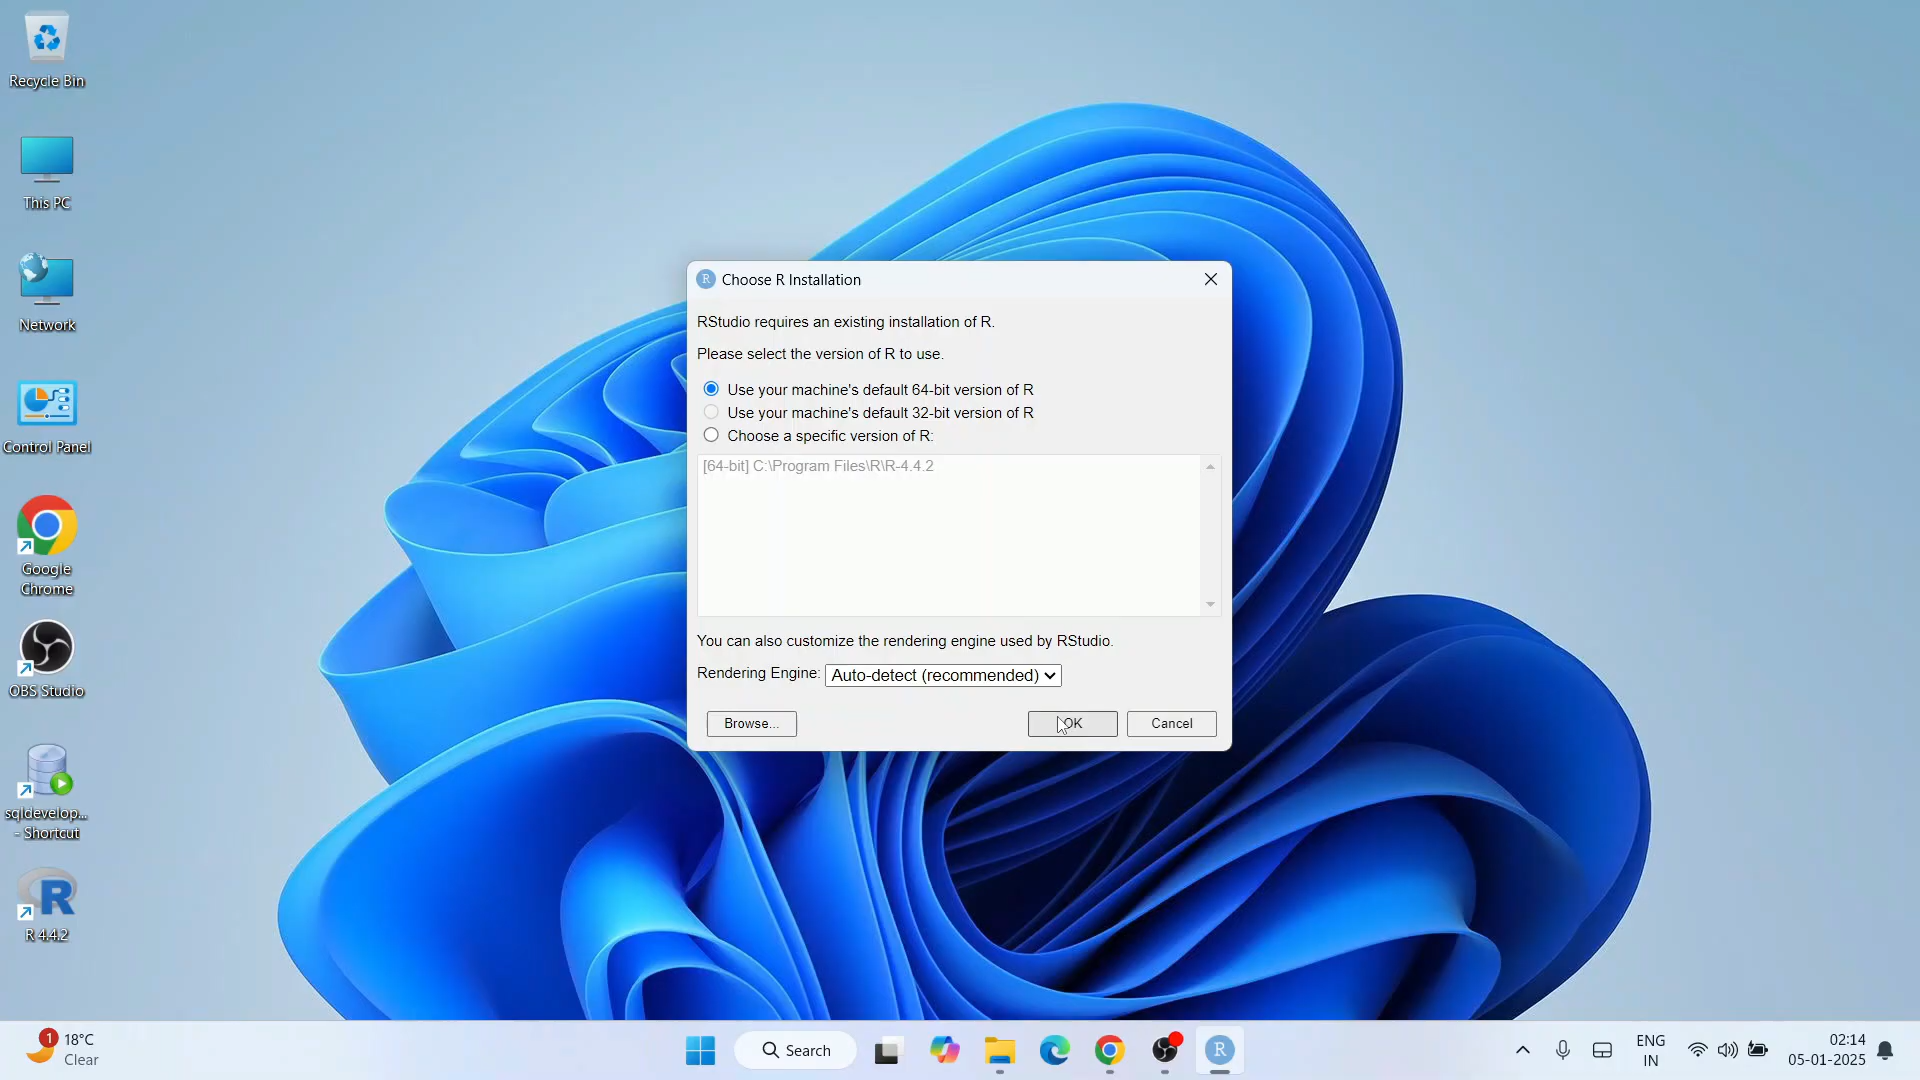 Recycle Bin
This PC
Network
Control Panel
Google
Chrome
OBS Studio
sqldevelop...
- Shortcut
R 4.4.2
R Choose R Installation
RStudio requires an existing installation of R.
Please select the version of R to use.
Use your machine's default 64-bit version of R
Use your machine's default 32-bit version of R
Choose a specific version of R:
[64-bit] C:\Program Files\R\R-4.4.2
You can also customize the rendering engine used by RStudio.
Rendering Engine: Auto-detect (recommended)
Browse... OK Cancel
1 18°C
Clear
Search
R
ENG
IN
02:14
05-01-2025